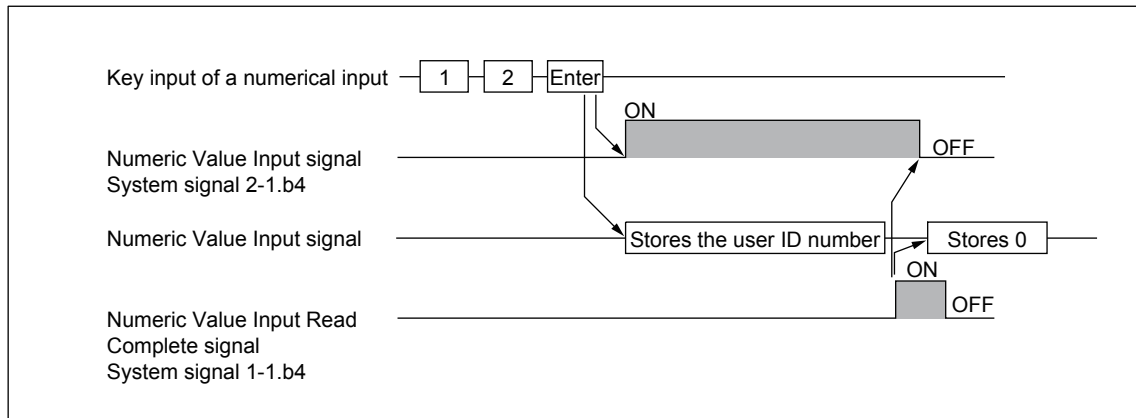 Key input of a numerical input
1
2
Enter
ON
Numeric Value Input signal
OFF
System signal 2-1.b4
Numeric Value Input signal
Stores the user ID number
Stores 0
ON
Numeric Value Input Read
OFF
Complete signal
System signal 1-1.b4